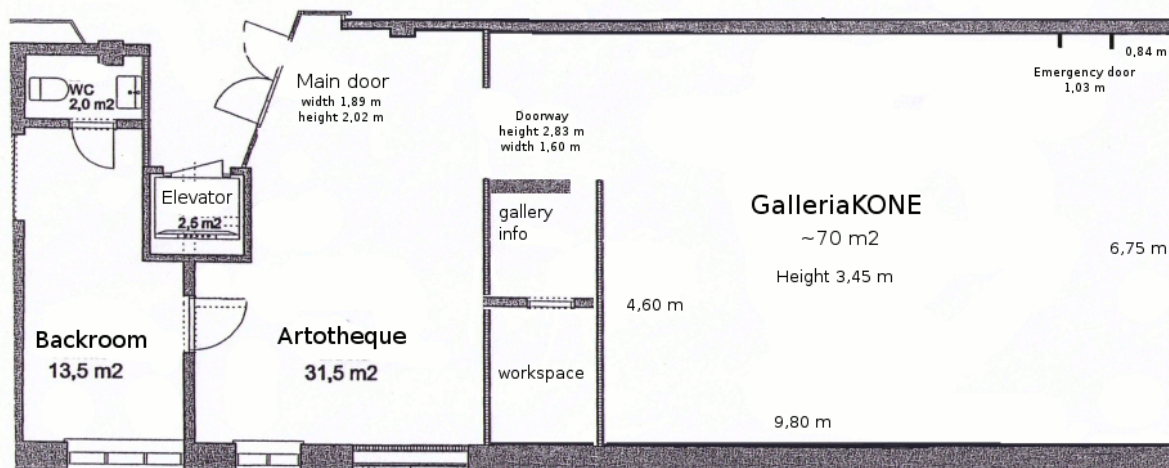 WC
2,0 m2
Main door
width 1,89 m
height 2,02 m
Doorway
height 2,83 m
width 1,60 m
0,84 m
Emergency door
1,03 m
Elevator
2,5 m2
gallery
info
GalleriaKONE
~70 m2
Height 3,45 m
6,75 m
4,60 m
Backroom
13,5 m2
Artotheque
31,5 m2
workspace
9,80 m